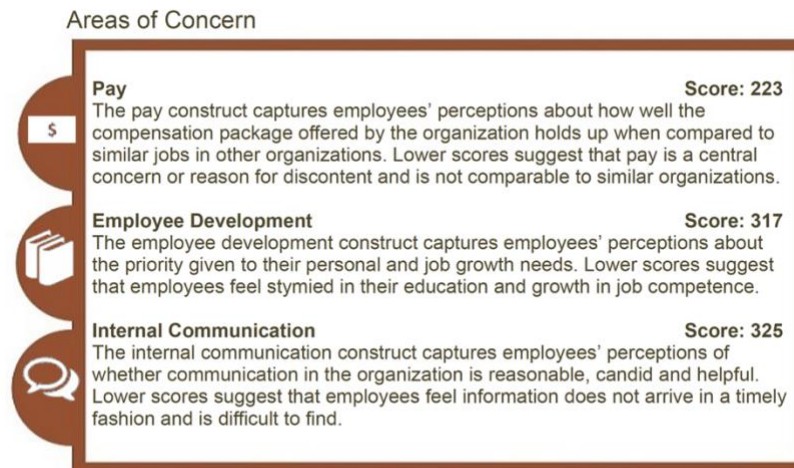 Areas of Concern
Pay Score: 223
The pay construct captures employees’ perceptions about how well the
compensation package offered by the organization holds up when compared to
similar jobs in other organizations. Lower scores suggest that pay is a central
concern or reason for discontent and is not comparable to similar organizations.
$
Employee Development Score: 317
The employee development construct captures employees’ perceptions about
the priority given to their personal and job growth needs. Lower scores suggest
that employees feel stymied in their education and growth in job competence.
Internal Communication Score: 325
The internal communication construct captures employees’ perceptions of
whether communication in the organization is reasonable, candid and helpful.
Lower scores suggest that employees feel information does not arrive in a timely
fashion and is difficult to find.